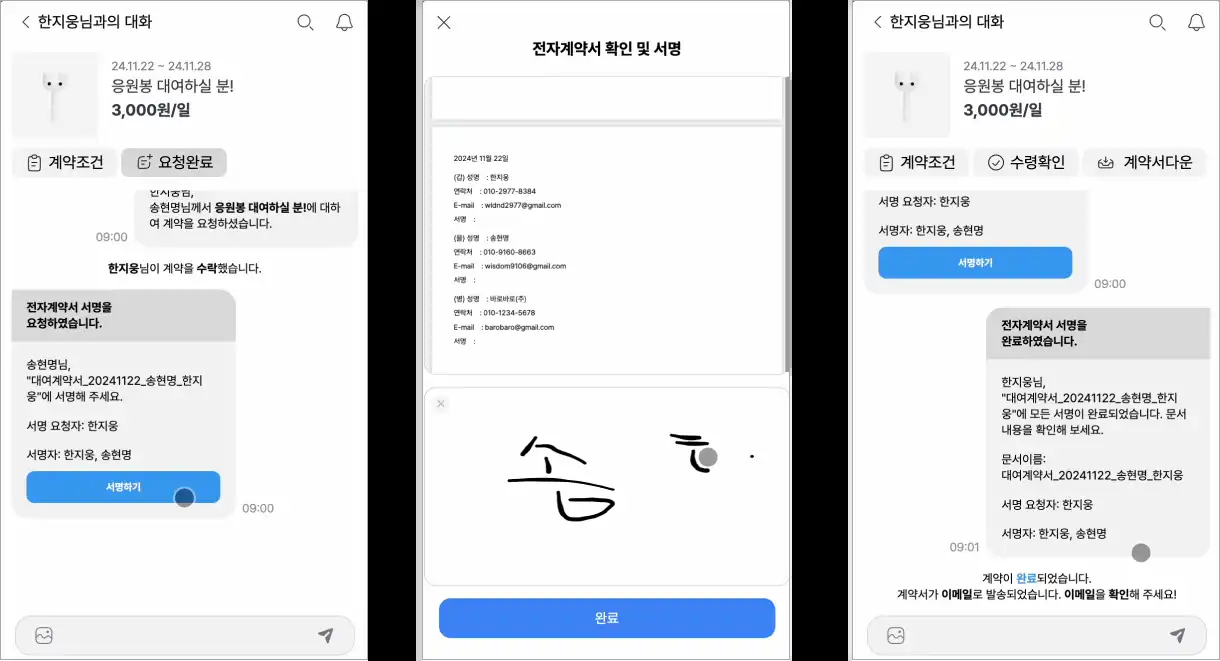 한지웅님과의 대화
24.11.22 ~ 24.11.28
응원봉 대여하실 분!
3,000원/일
계약조건
요청완료
한지웅님,
송현명님께서 응원봉 대여하실 분!에 대하
여 계약을 요청하셨습니다.
09:00
한지웅님이 계약을 수락했습니다.
전자계약서 서명을
요청하였습니다.
송현명님,
"대여계약서_20241122_송현명_한지
웅"에 서명해 주세요.
서명 요청자: 한지웅
서명자: 한지웅, 송현명
서명하기
09:00
전자계약서 확인 및 서명
2024년 11월 22일
(갑) 성명 : 한지웅
연락처 : 010-2977-8384
E-mail : wldnd2977@gmail.com
서명 :
(을) 성명 : 송현명
연락처 : 010-9160-8663
E-mail : wisdom9106@gmail.com
서명 :
(병) 성명 : 바로바로(주)
연락처 : 010-1234-5678
E-mail : barobaro@gmail.com
서명 :
송
완료
한지웅님과의 대화
24.11.22 ~ 24.11.28
응원봉 대여하실 분!
3,000원/일
계약조건
수령확인
계약서다운
서명 요청자: 한지웅
서명자: 한지웅, 송현명
서명하기
09:00
전자계약서 서명을
완료하였습니다.
한지웅님,
"대여계약서_20241122_송현명_한지
웅"에 모든 서명이 완료되었습니다. 문서
내용을 확인해 보세요.
문서이름:
대여계약서_20241122_송현명_한지웅
서명 요청자: 한지웅
서명자: 한지웅, 송현명
09:01
계약이 완료되었습니다.
계약서가 이메일로 발송되었습니다. 이메일을 확인해 주세요!